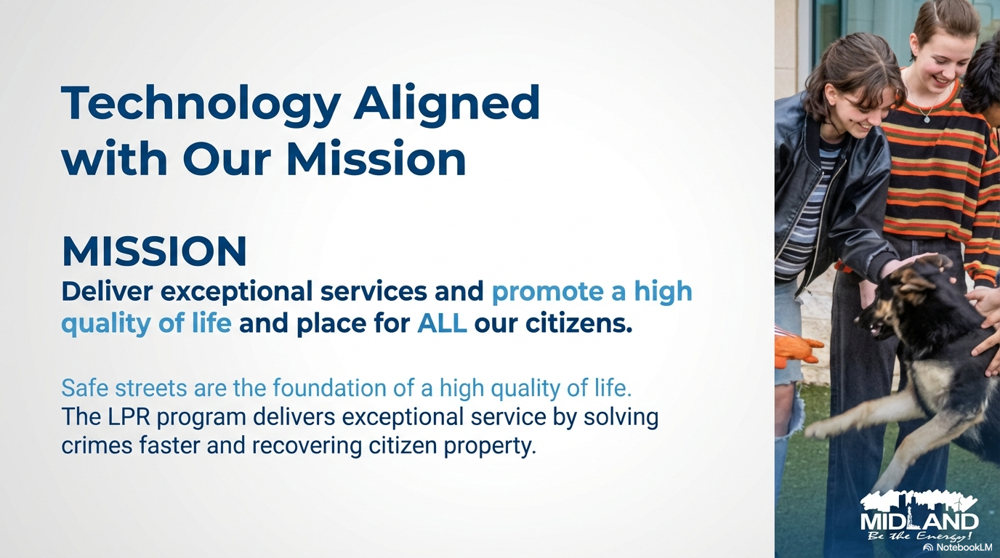 Technology Aligned
with Our Mission
MISSION
Deliver exceptional services and promote a high
quality of life and place for ALL our citizens.
Safe streets are the foundation of a high quality of life.
The LPR program delivers exceptional service by solving
crimes faster and recovering citizen property.
MIDLAND
Be the Energy!
NotebookLM